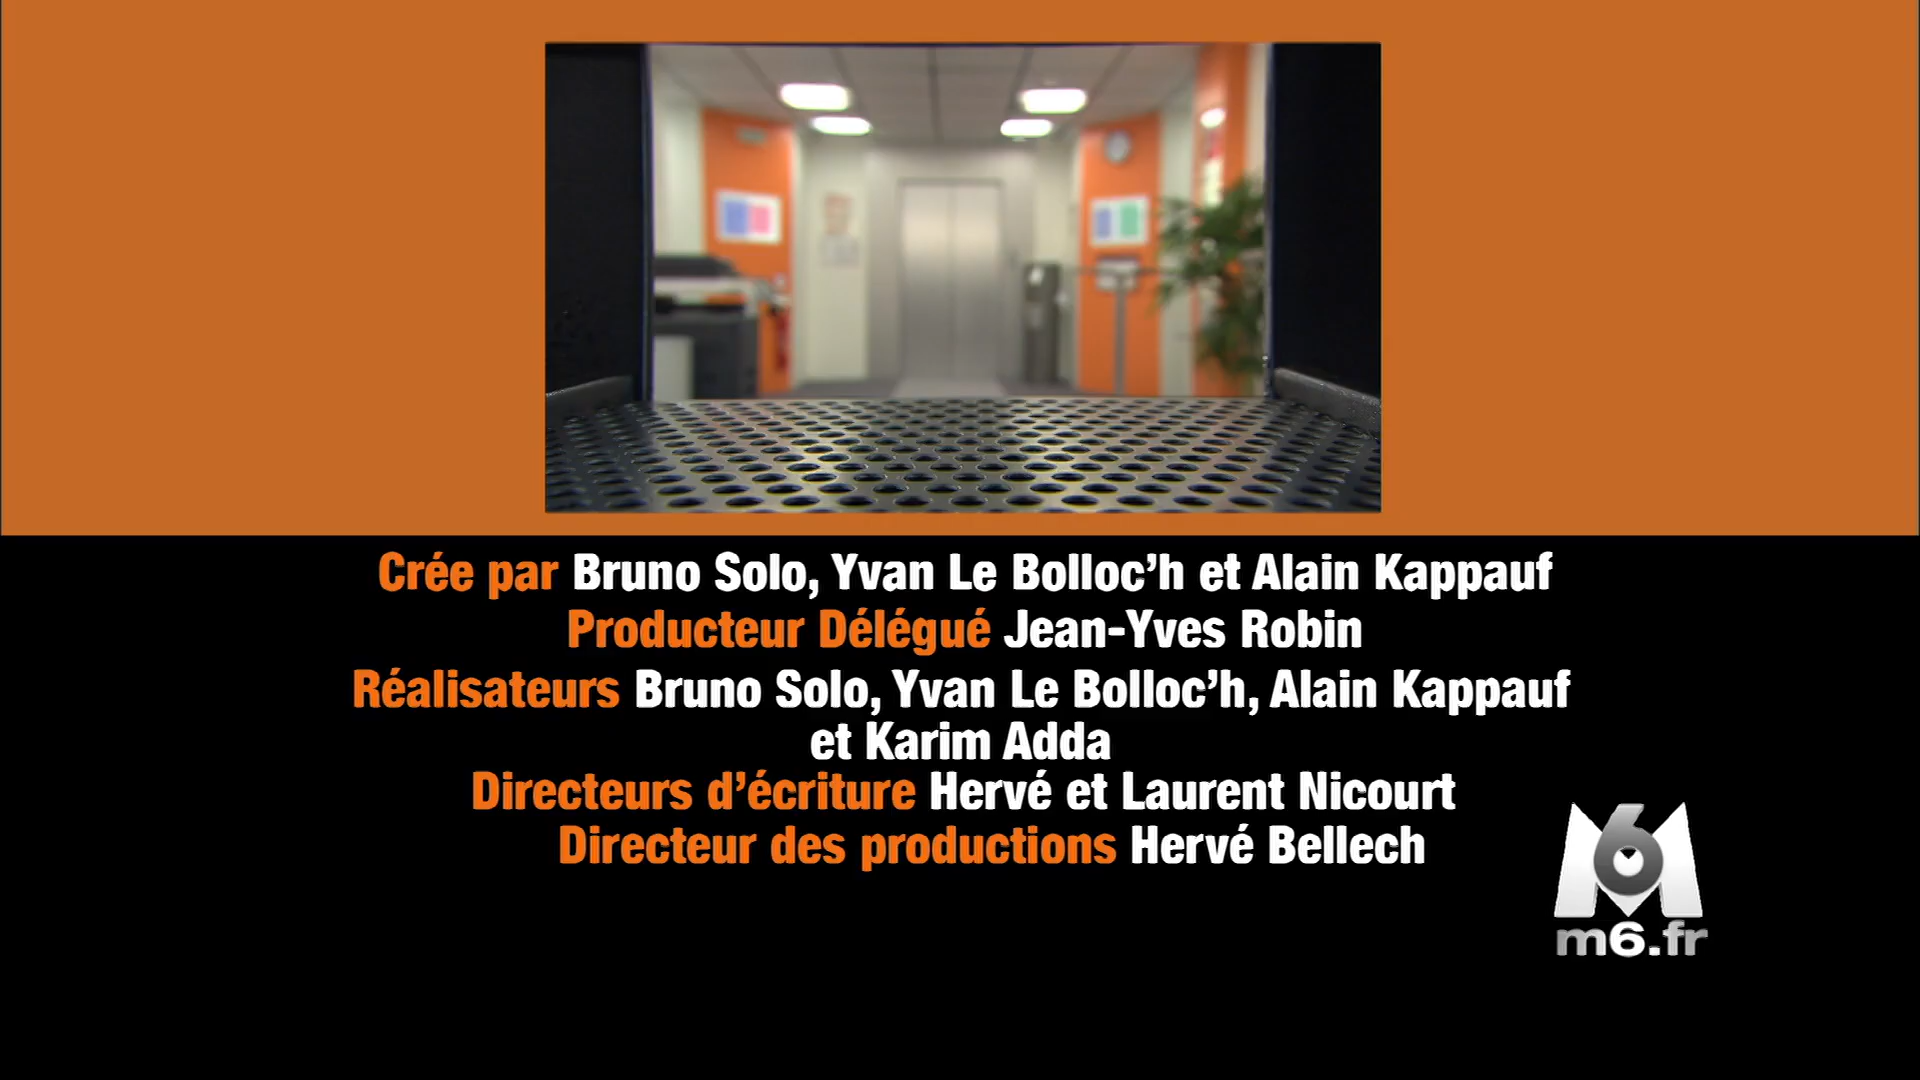 Crée par Bruno Solo, Yvan Le Bolloc’h et Alain Kappauf
Producteur Délégué Jean-Yves Robin
Réalisateurs Bruno Solo, Yvan Le Bolloc’h, Alain Kappauf
et Karim Adda
Directeurs d’écriture Hervé et Laurent Nicourt
Directeur des productions Hervé Bellech
M6
m6.fr